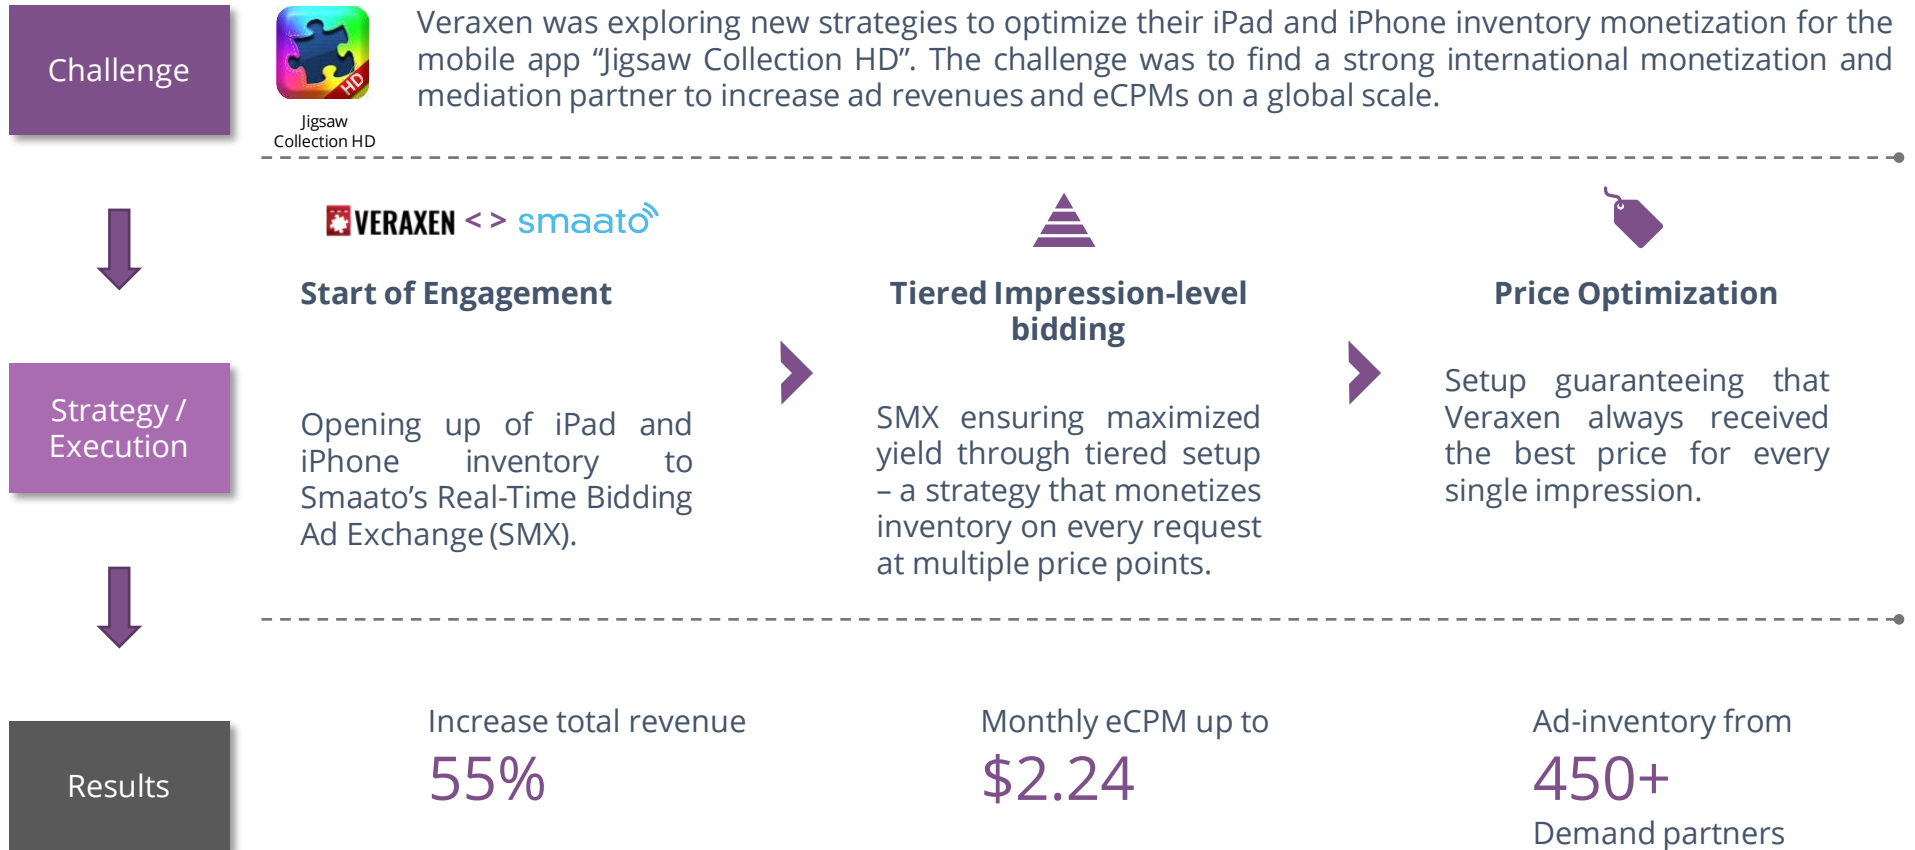 Challenge
HD
Jigsaw
Collection HD
Veraxen was exploring new strategies to optimize their iPad and iPhone inventory monetization for the
mobile app “Jigsaw Collection HD”. The challenge was to find a strong international monetization and
mediation partner to increase ad revenues and eCPMs on a global scale.
VERAXEN < > smaato
Start of Engagement
Opening up of iPad and
iPhone inventory to
Smaato’s Real-Time Bidding
Ad Exchange (SMX).
Tiered Impression-level
bidding
SMX ensuring maximized
yield through tiered setup
– a strategy that monetizes
inventory on every request
at multiple price points.
Price Optimization
Setup guaranteeing that
Veraxen always received
the best price for every
single impression.
Strategy /
Execution
Results
Increase total revenue
55%
Monthly eCPM up to
$2.24
Ad-inventory from
450+
Demand partners